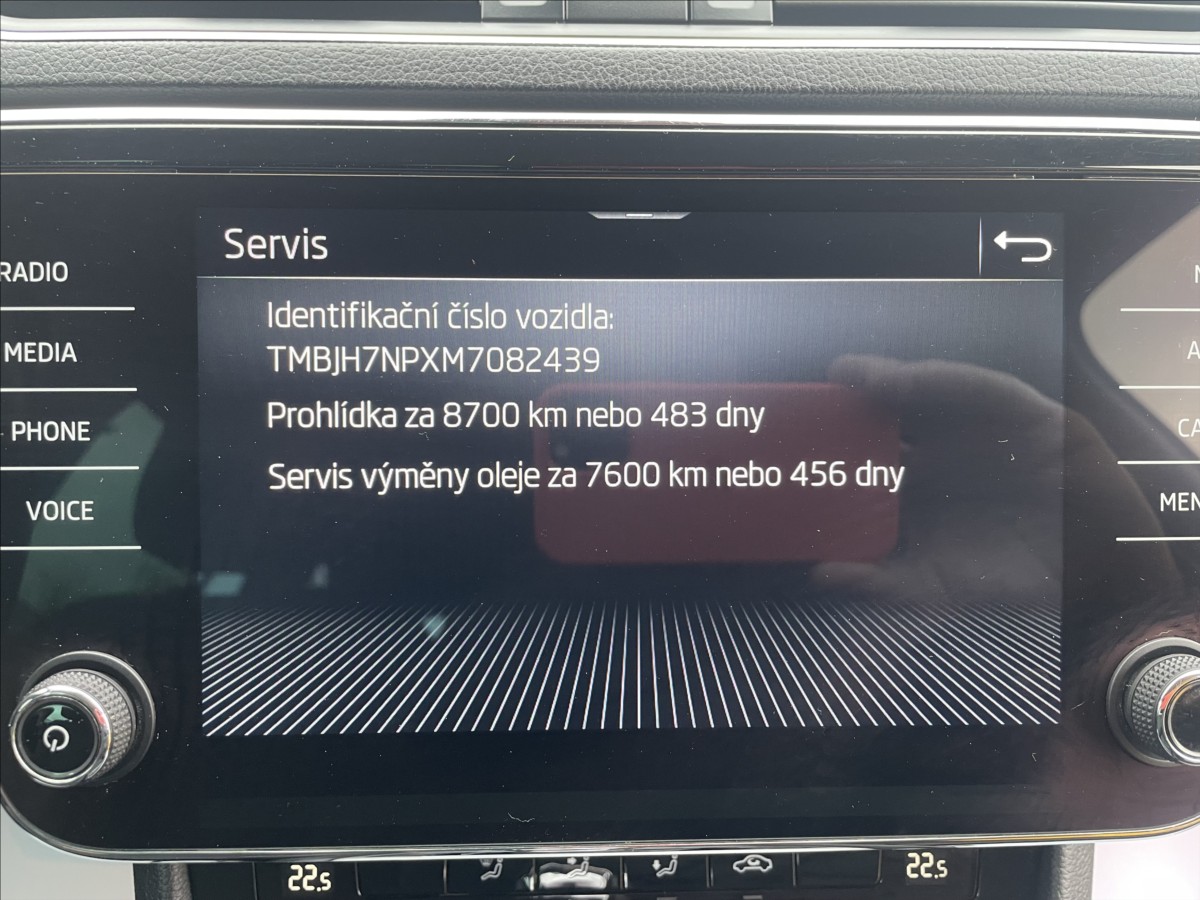 Servis
Identifikační číslo vozidla:
TMBJH7NPXM7082439
Prohlídka za 8700 km nebo 483 dny
Servis výměny oleje za 7600 km nebo 456 dny
RADIO
MEDIA
PHONE
VOICE
22.5
22.5